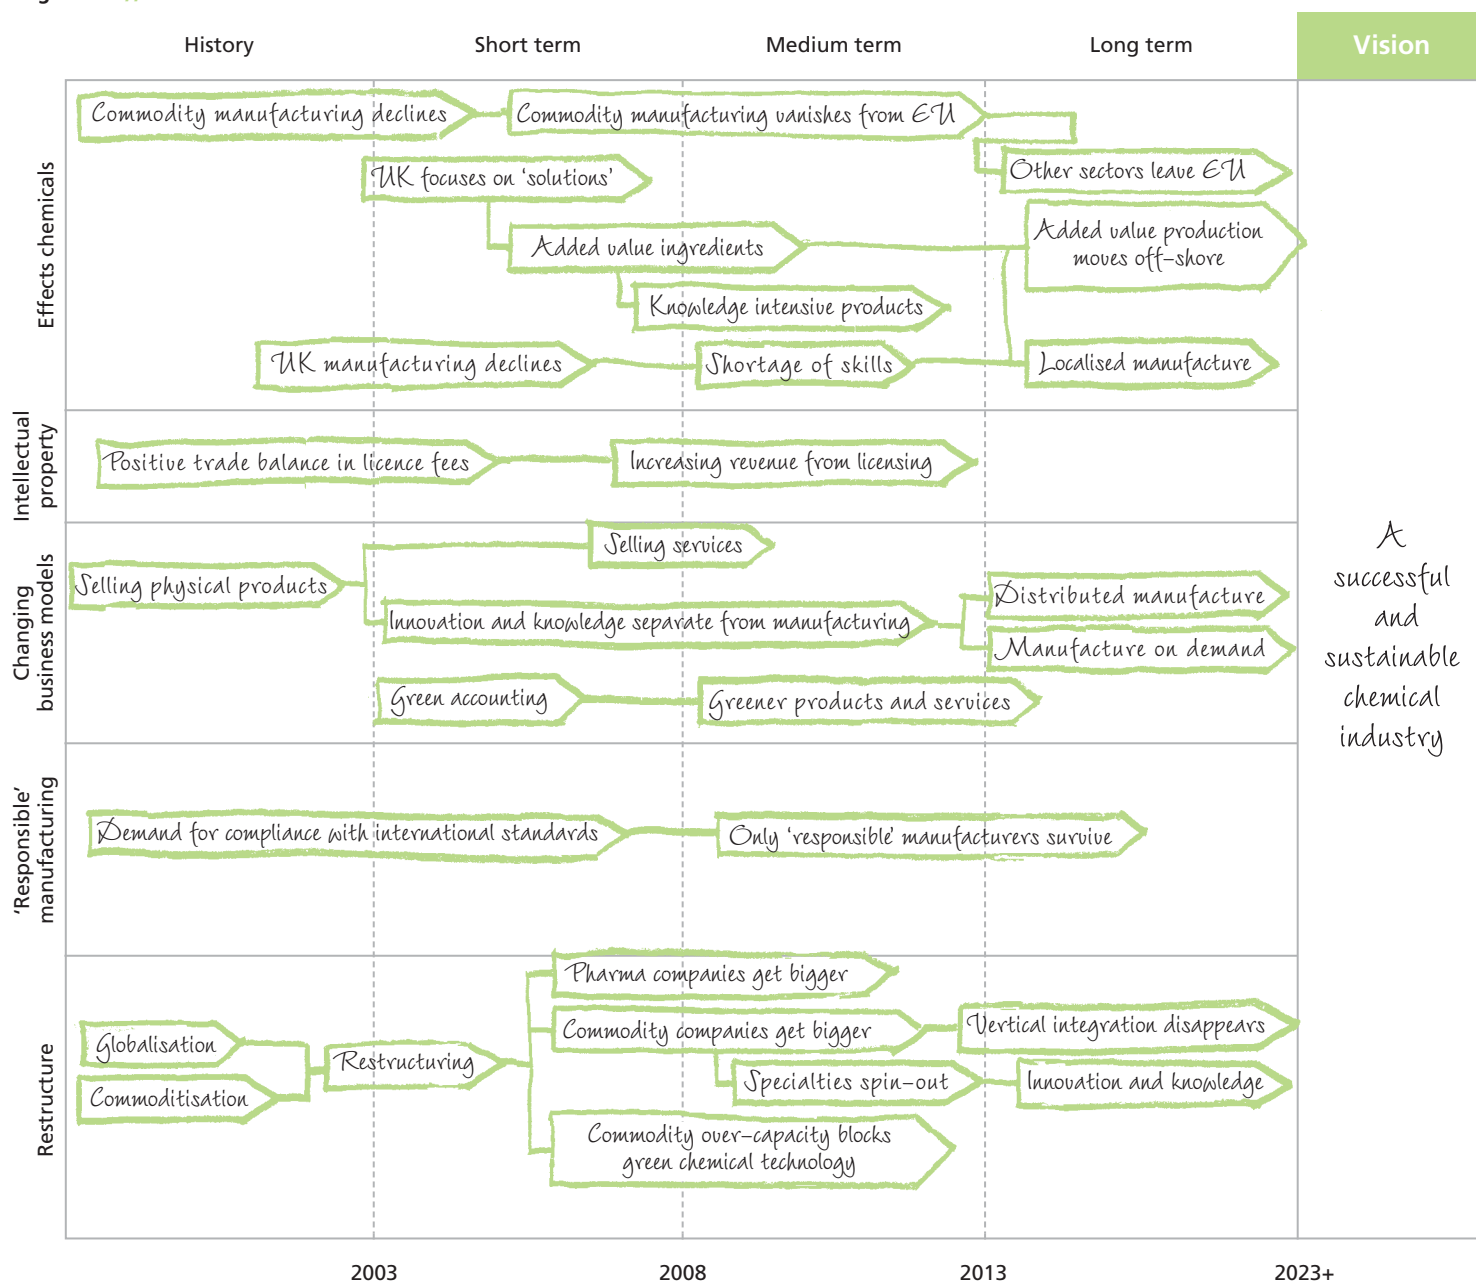 History
Short term
Medium term
Long term
Vision
Effects chemicals
Commodity manufacturing declines
Commodity manufacturing vanishes from EU
UK focuses on ‘solutions’
Other sectors leave EU
Added value ingredients
Added value production
moves off–shore
Knowledge intensive products
UK manufacturing declines
Shortage of skills
Localised manufacture
Intellectual
property
Positive trade balance in licence fees
Increasing revenue from licensing
Changing
business models
Selling services
Selling physical products
Innovation and knowledge separate from manufacturing
Distributed manufacture
Manufacture on demand
Green accounting
Greener products and services
‘Responsible’
manufacturing
Demand for compliance with international standards
Only ‘responsible’ manufacturers survive
Restructure
Pharma companies get bigger
Globalisation
Commoditisation
Restructuring
Commodity companies get bigger
Vertical integration disappears
Specialties spin–out
Innovation and knowledge
Commodity over–capacity blocks
green chemical technology
A
successful
and
sustainable
chemical
industry
2003
2008
2013
2023+